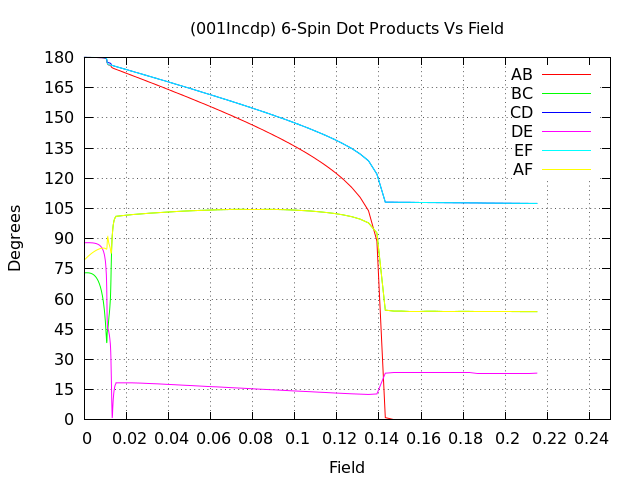 (001Incdp) 6-Spin Dot Products Vs Field
180
165
150
135
120
105
90
75
60
45
30
15
0
Degrees
AB
BC
CD
DE
EF
AF
0 0.02 0.04 0.06 0.08 0.1 0.12 0.14 0.16 0.18 0.2 0.22 0.24
Field